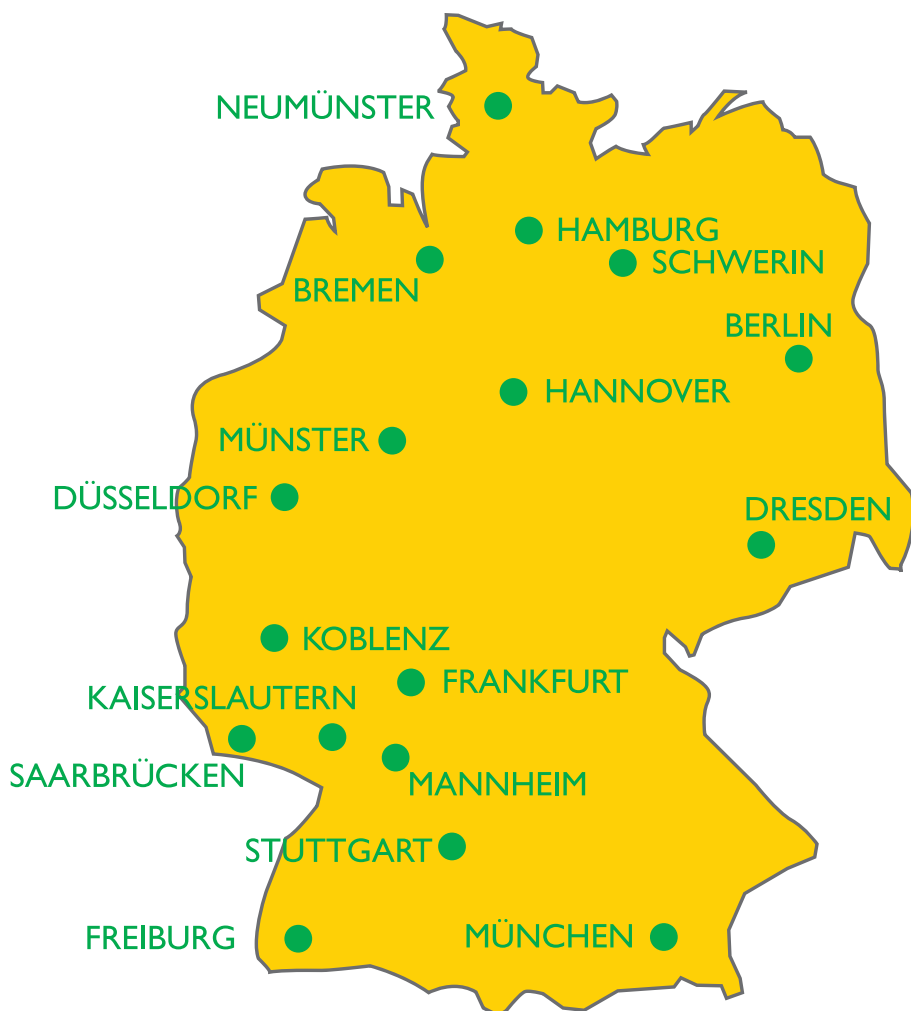 NEUMÜNSTER
HAMBURG
SCHWERIN
BREMEN
BERLIN
HANNOVER
MÜNSTER
DÜSSELDORF
DRESDEN
KOBLENZ
FRANKFURT
KAISERSLAUTERN
SAARBRÜCKEN
MANNHEIM
STUTTGART
FREIBURG
MÜNCHEN